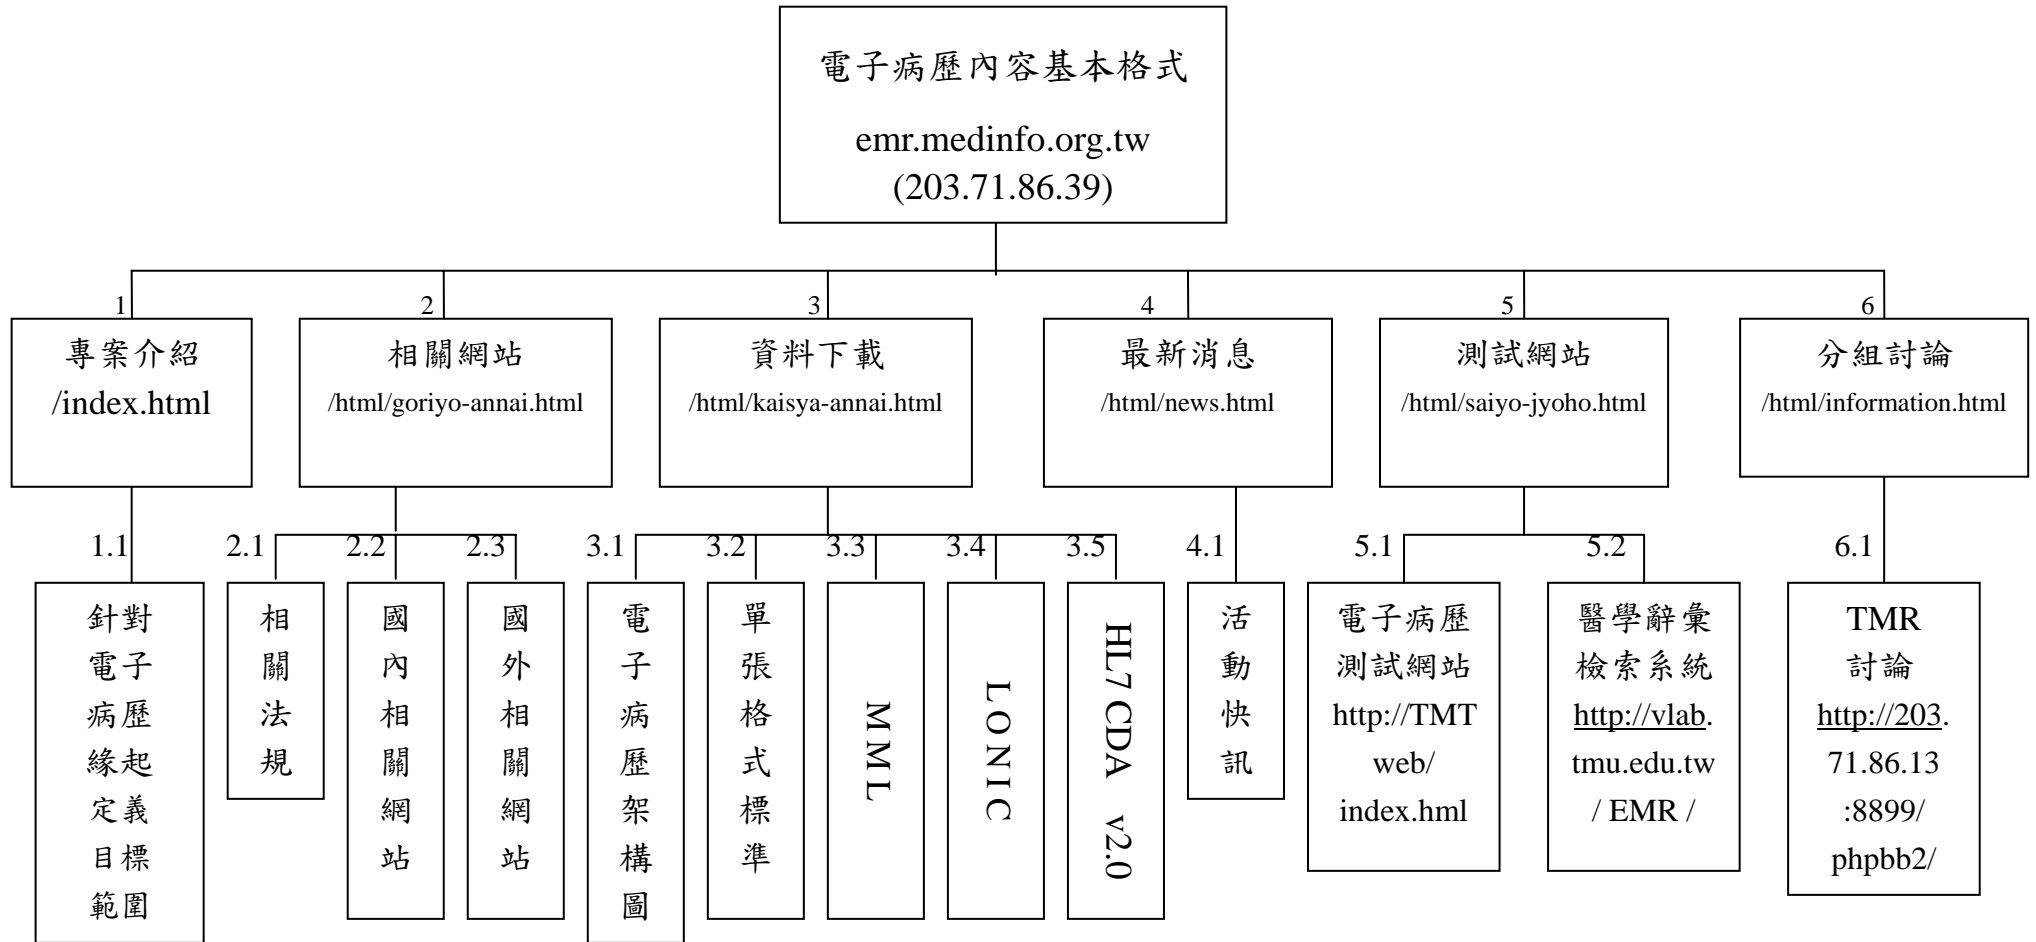 電子病歷內容基本格式
emr.medinfo.org.tw
(203.71.86.39)
1
專案介紹
/index.html
2
相關網站
/html/goriyo-annai.html
3
資料下載
/html/kaisya-annai.html
4
最新消息
/html/news.html
5
測試網站
/html/saiyo-jyoho.html
6
分組討論
/html/information.html
1.1
針對
電子
病歷
緣起
定義
目標
範圍
2.1
相關法規
2.2
國內相關網站
2.3
國外相關網站
3.1
電子病歷架構圖
3.2
單張格式標準
3.3
MML
3.4
LONIC
3.5
HL7 CDA v2.0
4.1
活動快訊
5.1
電子病歷
測試網站
http://TMT
web/
index.hml
5.2
醫學辭彙
檢索系統
http://vlab.
tmu.edu.tw
/ EMR /
6.1
TMR
討論
http://203.
71.86.13
:8899/
phpbb2/